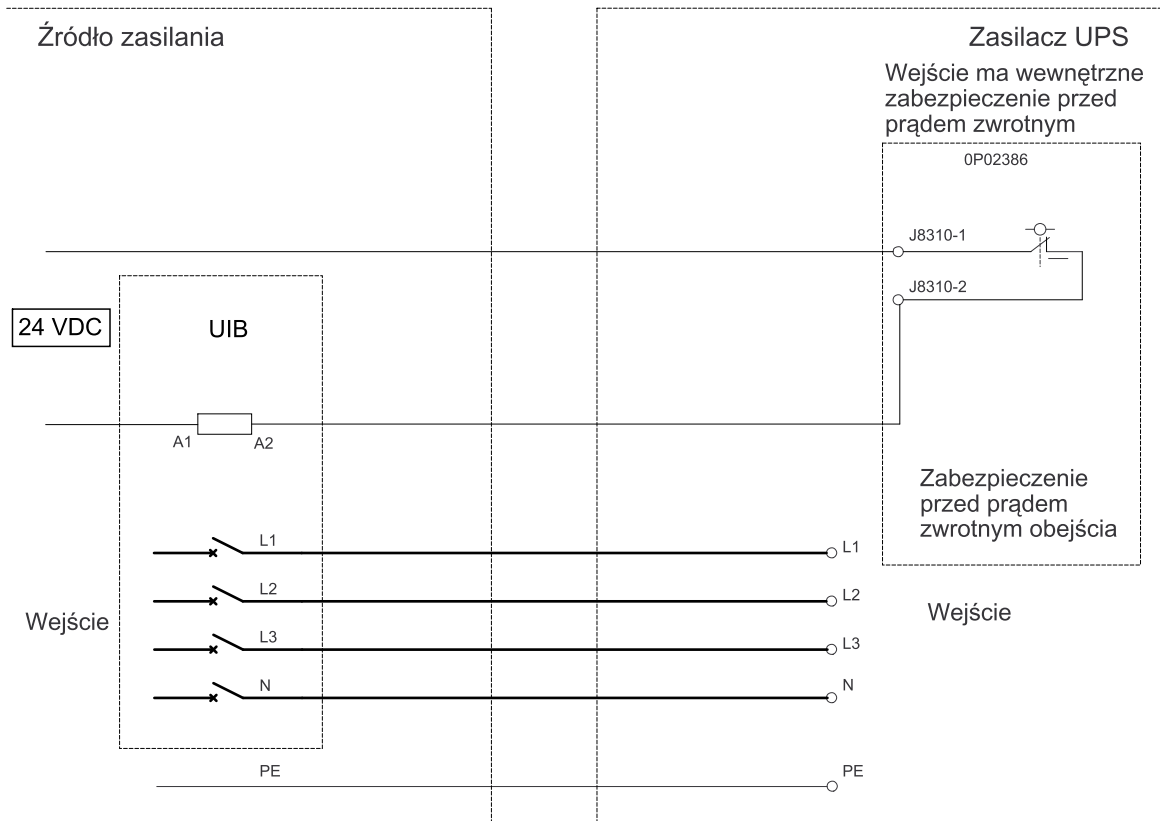 Źródło zasilania
Zasilacz UPS
Wejście ma wewnętrzne
zabezpieczenie przed
prądem zwrotnym
0P02386
J8310-1
J8310-2
24 VDC
UIB
A1
A2
Zabezpieczenie
przed prądem
zwrotnym obejścia
L1
L1
L2
L2
Wejście
Wejście
L3
L3
N
N
PE
PE